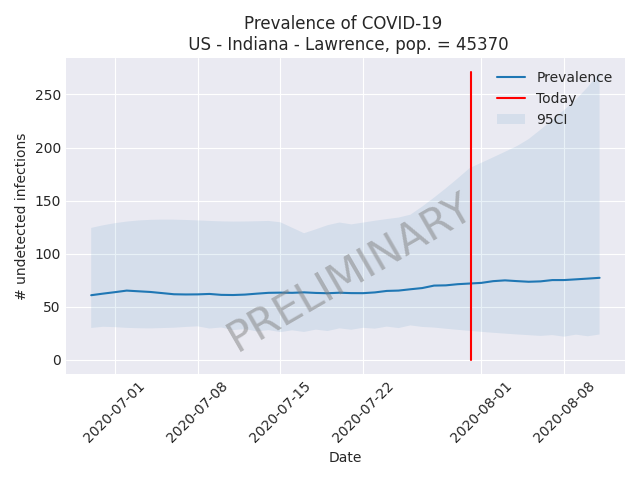 Prevalence of COVID-19
US - Indiana - Lawrence, pop. = 45370
Prevalence
Today
95CI
PRELIMINARY
# undetected infections
250
200
150
100
50
0
2020-07-01
2020-07-08
2020-07-15
2020-07-22
2020-08-01
2020-08-08
Date